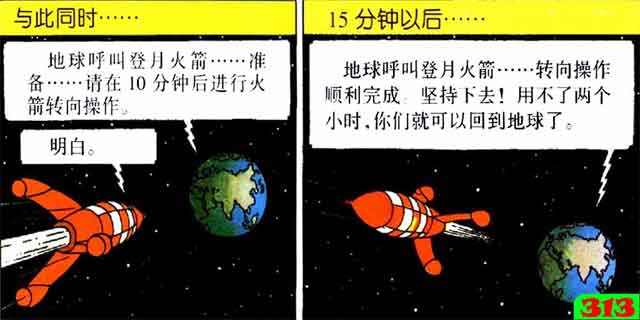 与此同时……
地球呼叫登月火箭……准
备……请在10分钟后进行火
箭转向操作。
明白。
15分钟以后……
地球呼叫登月火箭……转向操作
顺利完成。坚持下去！用不了两个
小时，你们就可以回到地球了。
313